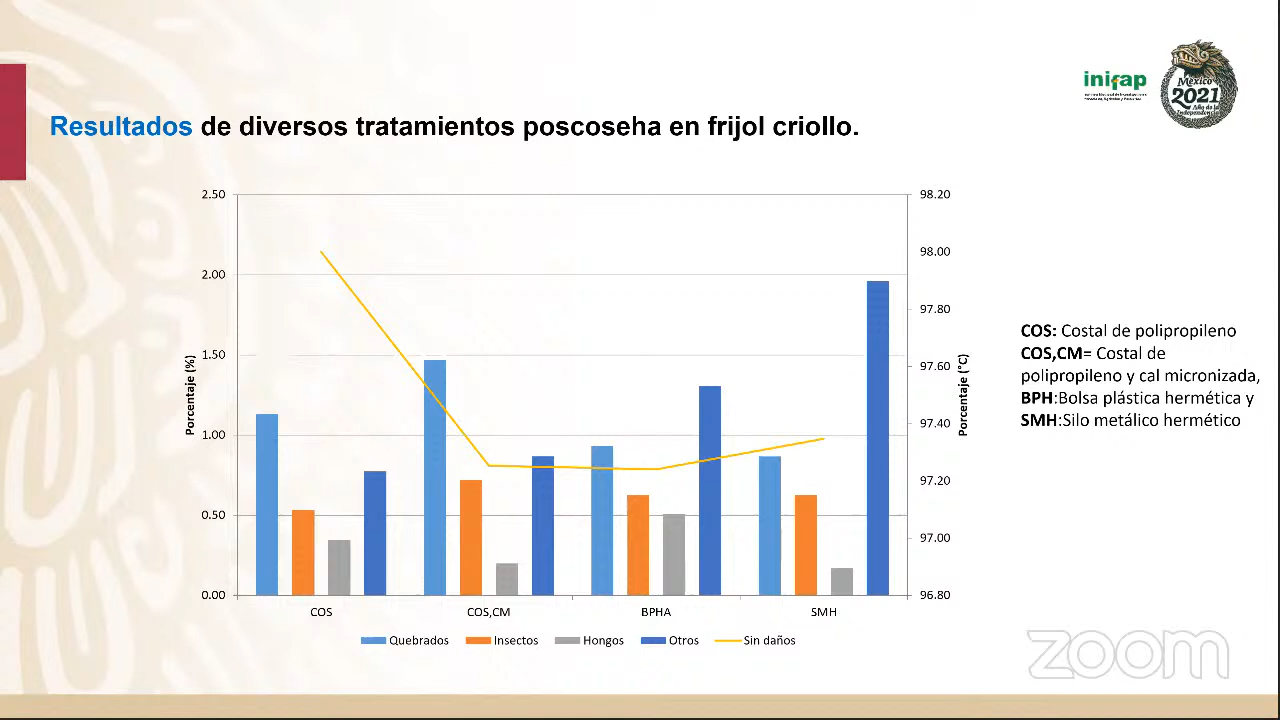 inifap
México
2021
Año de la
Independencia
Resultados de diversos tratamientos poscoseha en frijol criollo.
2.50
2.00
1.50
1.00
0.50
0.00
Porcentaje (%)
98.20
98.00
97.80
97.60
97.40
97.20
97.00
96.80
Porcentaje (°C)
COS
COS,CM
BPHA
SMH
Quebrados
Insectos
Hongos
Otros
Sin daños
COS: Costal de polipropileno
COS,CM= Costal de
polipropileno y cal micronizada,
BPH:Bolsa plástica hermética y
SMH:Silo metálico hermético
zoom